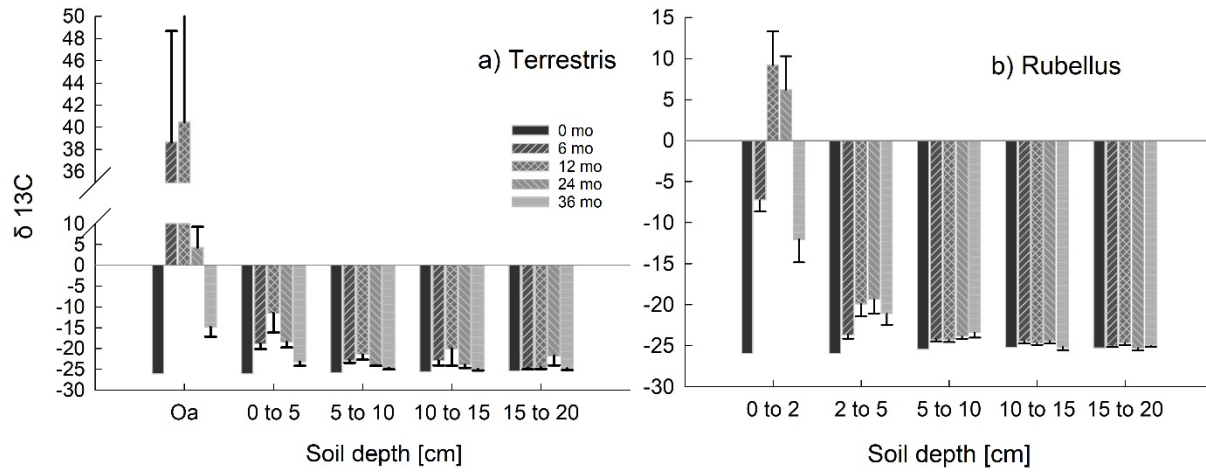 50
48
46
44
42
40
38
36
10
5
0
-5
-10
-15
-20
-25
-30
δ 13C
a) Terrestris
0 mo
6 mo
12 mo
24 mo
36 mo
Oa 0 to 5 5 to 10 10 to 15 15 to 20
Soil depth [cm]
15
10
5
0
-5
-10
-15
-20
-25
-30
b) Rubellus
0 to 2 2 to 5 5 to 10 10 to 15 15 to 20
Soil depth [cm]